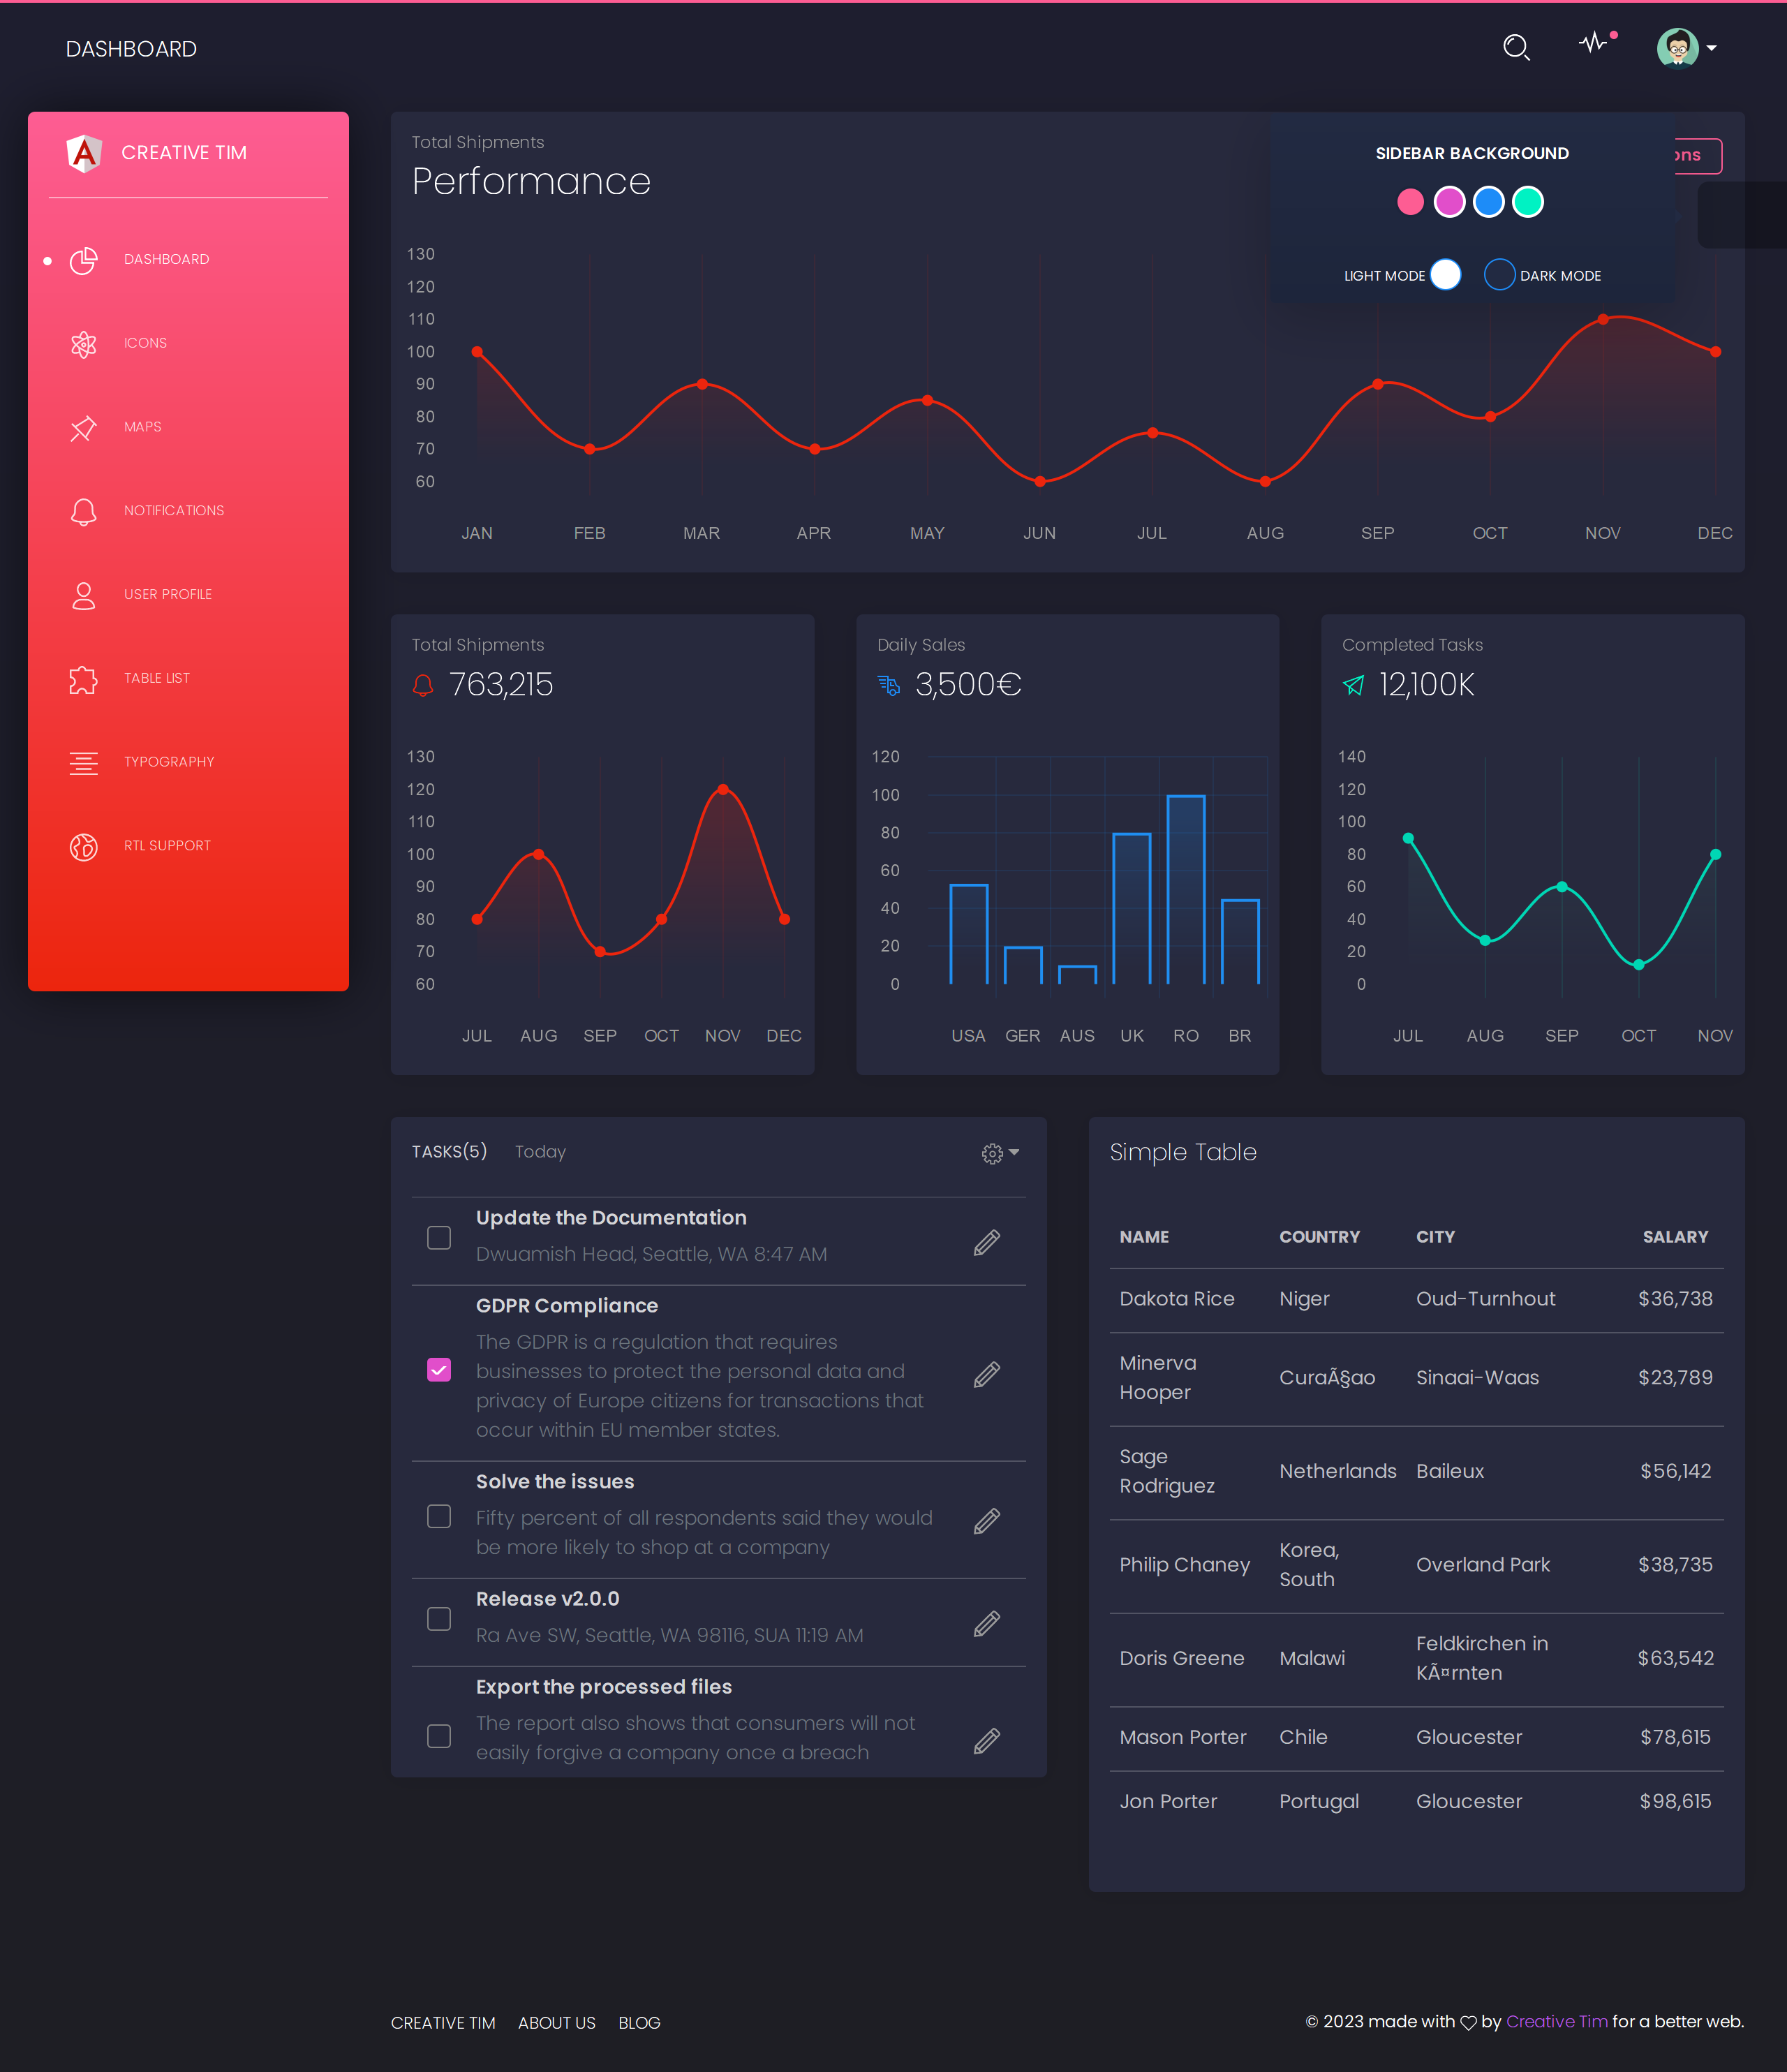 DASHBOARD
CREATIVE TIM
DASHBOARD
ICONS
MAPS
NOTIFICATIONS
USER PROFILE
TABLE LIST
TYPOGRAPHY
RTL SUPPORT
Total Shipments
Performance
SIDEBAR BACKGROUND
LIGHT MODE
DARK MODE
130
120
110
100
90
80
70
60
JAN FEB MAR APR MAY JUN JUL AUG SEP OCT NOV DEC
Total Shipments
763,215
130
120
110
100
90
80
70
60
JUL AUG SEP OCT NOV DEC
Daily Sales
3,500€
120
100
80
60
40
20
0
USA GER AUS UK RO BR
Completed Tasks
12,100K
140
120
100
80
60
40
20
0
JUL AUG SEP OCT NOV
TASKS(5) Today
Update the Documentation
Dwuamish Head, Seattle, WA 8:47 AM
GDPR Compliance
The GDPR is a regulation that requires
businesses to protect the personal data and
privacy of Europe citizens for transactions that
occur within EU member states.
Solve the issues
Fifty percent of all respondents said they would
be more likely to shop at a company
Release v2.0.0
Ra Ave SW, Seattle, WA 98116, SUA 11:19 AM
Export the processed files
The report also shows that consumers will not
easily forgive a company once a breach
Simple Table
NAME COUNTRY CITY SALARY
Dakota Rice Niger Oud-Turnhout $36,738
Minerva
Hooper CuraÃ§ao Sinaai-Waas $23,789
Sage
Rodriguez Netherlands Baileux $56,142
Philip Chaney Korea,
South Overland Park $38,735
Doris Greene Malawi Feldkirchen in
KÃ¤rnten $63,542
Mason Porter Chile Gloucester $78,615
Jon Porter Portugal Gloucester $98,615
CREATIVE TIM ABOUT US BLOG
© 2023 made with by Creative Tim for a better web.